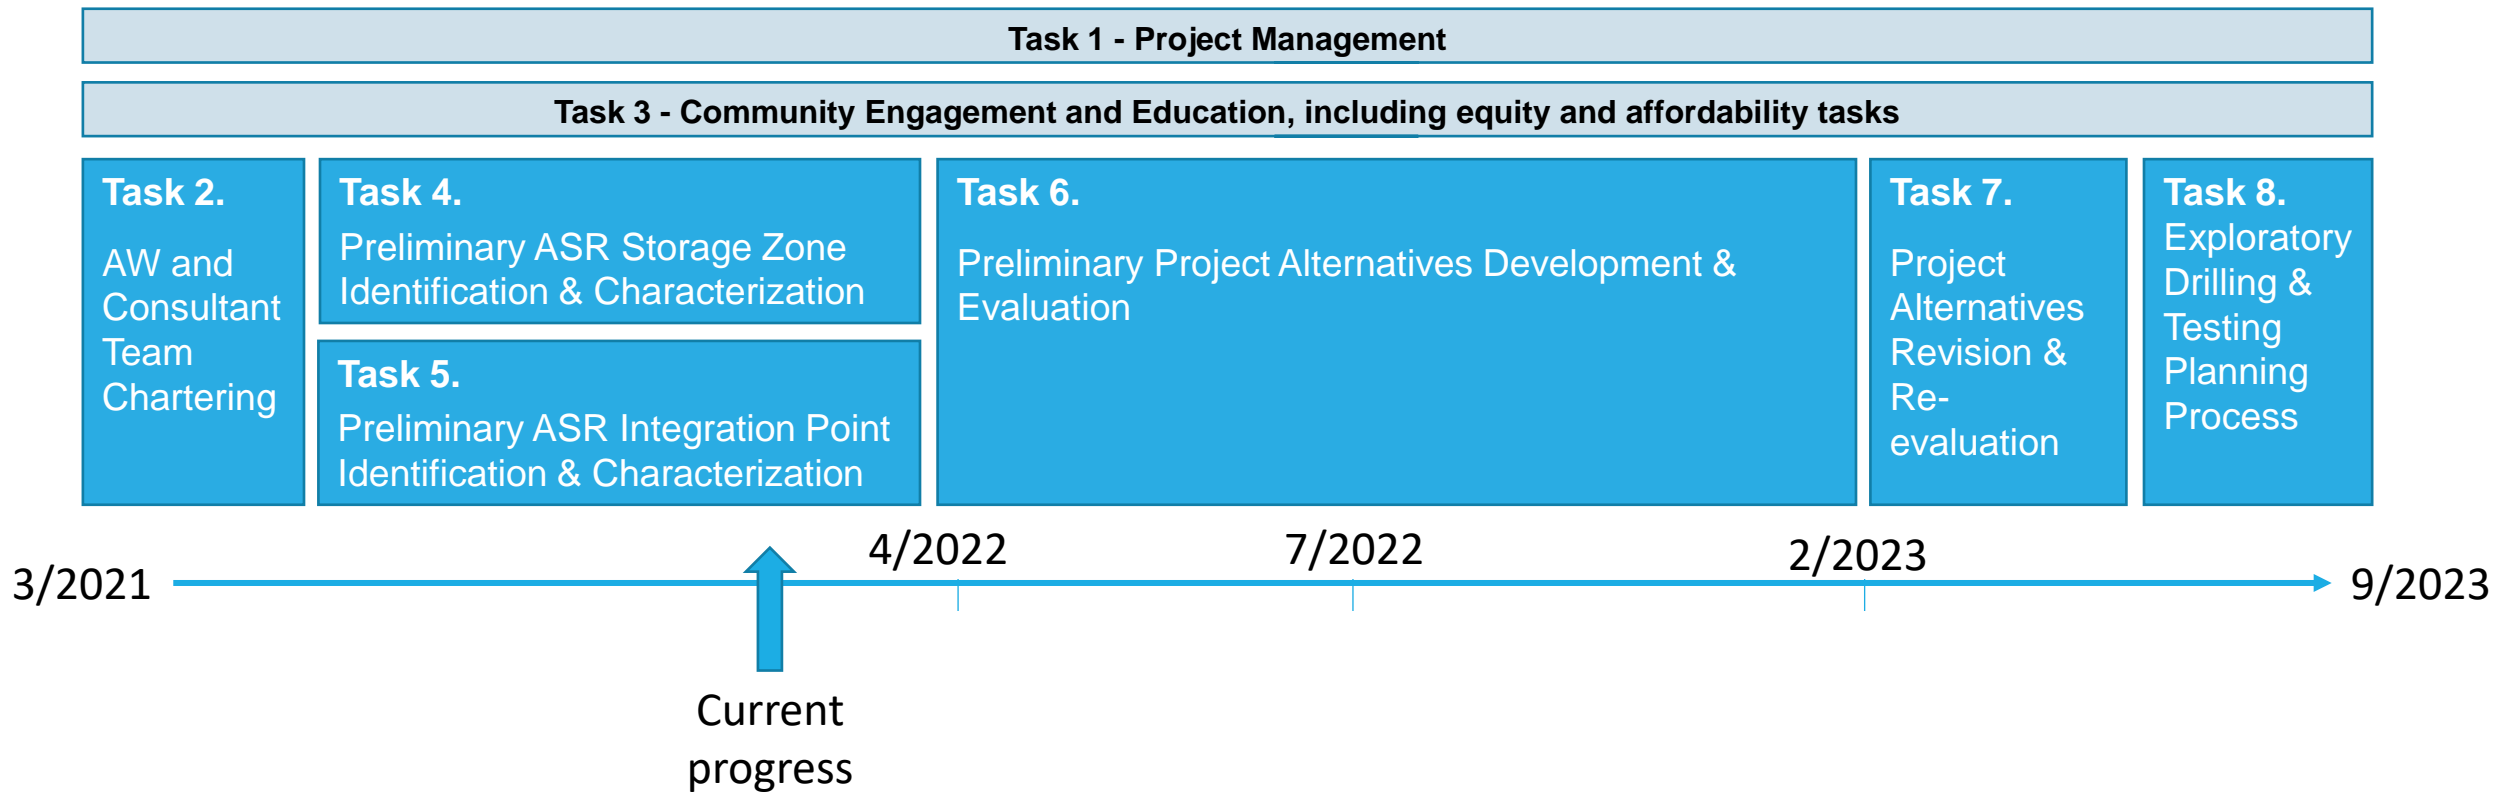 Task 1 - Project Management
Task 3 - Community Engagement and Education, including equity and affordability tasks
Task 2.
AW and
Consultant
Team
Chartering
Task 4.
Preliminary ASR Storage Zone
Identification & Characterization
Task 5.
Preliminary ASR Integration Point
Identification & Characterization
Task 6.
Preliminary Project Alternatives Development &
Evaluation
Task 7.
Project
Alternatives
Revision &
Re-
evaluation
Task 8.
Exploratory
Drilling &
Testing
Planning
Process
3/2021
4/2022
7/2022
2/2023
9/2023
Current
progress